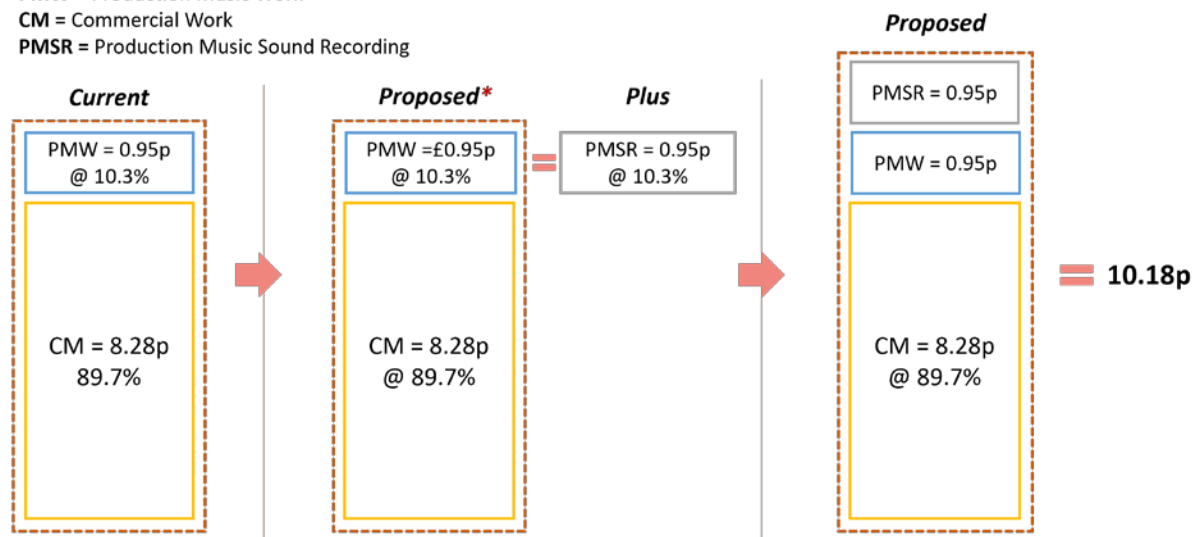 CM = Commercial Work
PMSR = Production Music Sound Recording
Current
PMW = 0.95p
@ 10.3%
CM = 8.28p
89.7%
Proposed*
PMW =£0.95p
@ 10.3%
CM = 8.28p
@ 89.7%
Plus
PMSR = 0.95p
@ 10.3%
Proposed
PMSR = 0.95p
PMW = 0.95p
CM = 8.28p
@ 89.7%
10.18p